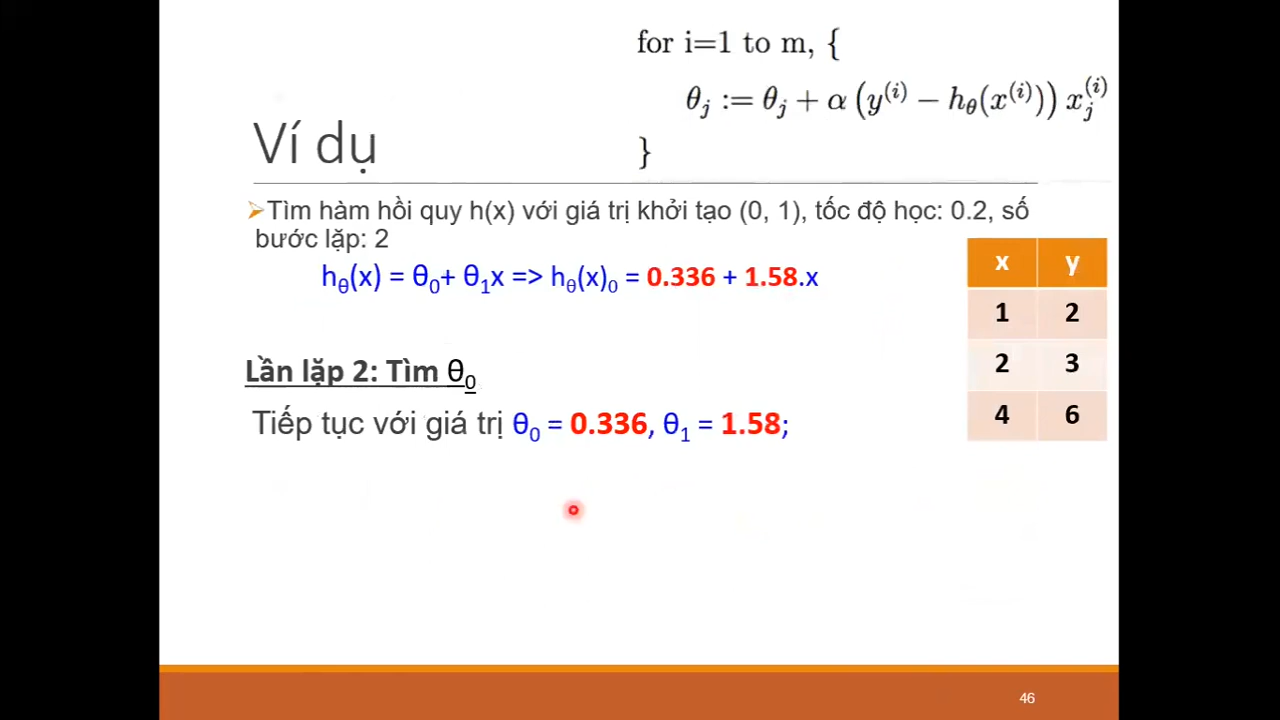 for i=1 to m, {
θj := θj + α (y(i) − hθ(x(i))) xj(i)
}
Ví dụ
➢Tìm hàm hồi quy h(x) với giá trị khởi tạo (0, 1), tốc độ học: 0.2, số
bước lặp: 2
hθ(x) = θ0+ θ1x => hθ(x)0 = 0.336 + 1.58.x
x y
1 2
2 3
4 6
Lần lặp 2: Tìm θ0
Tiếp tục với giá trị θ0 = 0.336, θ1 = 1.58;
46